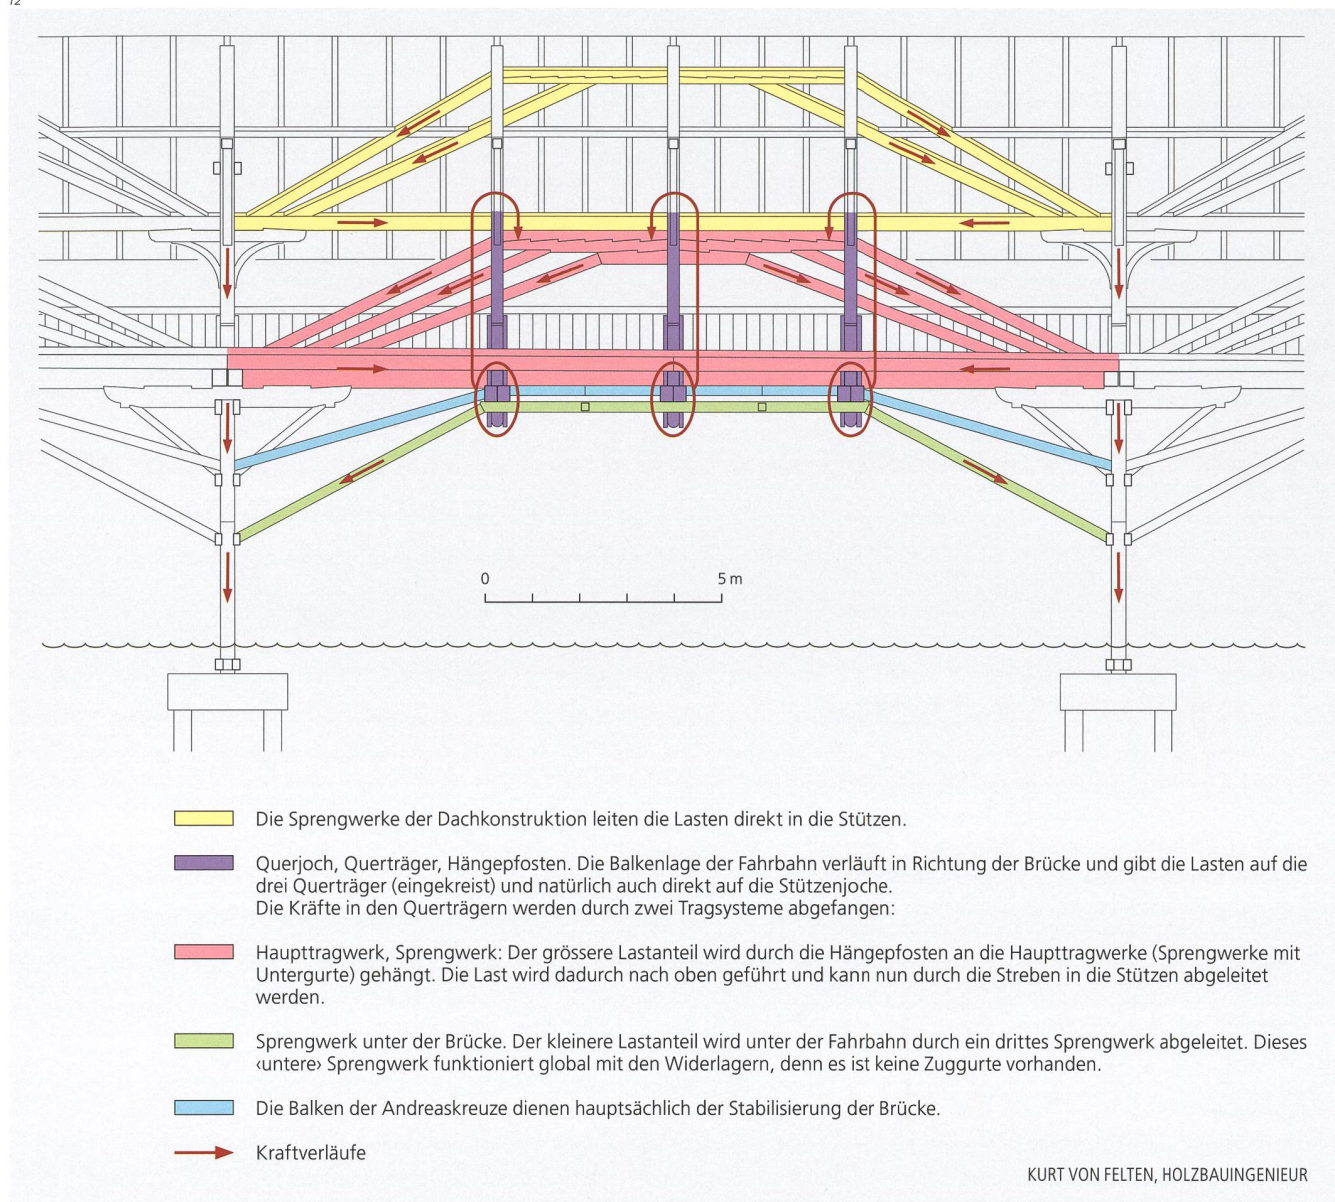 12
0
5 m
Die Sprengwerke der Dachkonstruktion leiten die Lasten direkt in die Stützen.
Querjoch, Querträger, Hängepfosten. Die Balkenlage der Fahrbahn verläuft in Richtung der Brücke und gibt die Lasten auf die
drei Querträger (eingekreist) und natürlich auch direkt auf die Stützenjoche.
Die Kräfte in den Querträgern werden durch zwei Tragsysteme abgefangen:
Haupttragwerk, Sprengwerk: Der grössere Lastanteil wird durch die Hängepfosten an die Haupttragwerke (Sprengwerke mit
Untergurte) gehängt. Die Last wird dadurch nach oben geführt und kann nun durch die Streben in die Stützen abgeleitet
werden.
Sprengwerk unter der Brücke. Der kleinere Lastanteil wird unter der Fahrbahn durch ein drittes Sprengwerk abgeleitet. Dieses
‹untere› Sprengwerk funktioniert global mit den Widerlagern, denn es ist keine Zuggurte vorhanden.
Die Balken der Andreaskreuze dienen hauptsächlich der Stabilisierung der Brücke.
Kraftverläufe
KURT VON FELTEN, HOLZBAUINGENIEUR